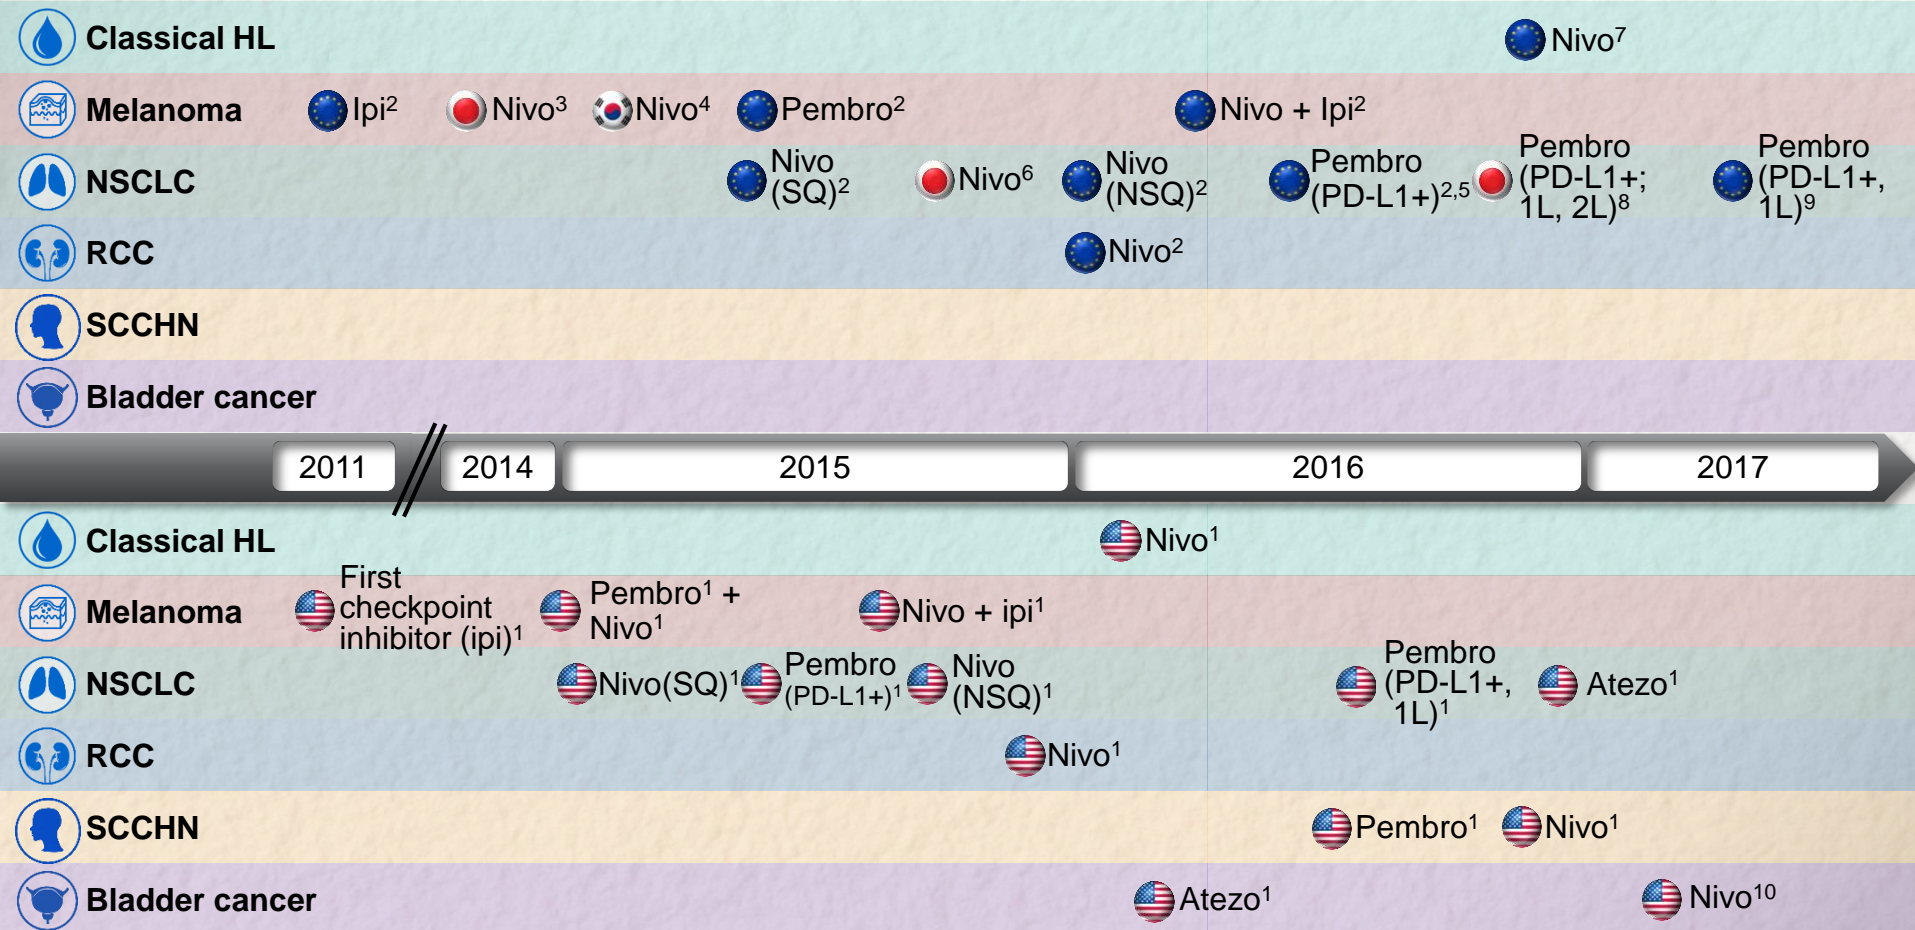 Classical HL
Nivo7
Melanoma
Ipi2
Nivo3
Nivo4
Pembro2
Nivo + Ipi2
NSCLC
Nivo
(SQ)2
Nivo6
Nivo
(NSQ)2
Pembro
(PD-L1+)2,5
Pembro
(PD-L1+;
1L, 2L)8
Pembro
(PD-L1+,
1L)9
RCC
Nivo2
SCCHN
Bladder cancer
2011
2014
2015
2016
2017
Classical HL
Nivo1
Melanoma
First
checkpoint
inhibitor (ipi)1
Pembro1 +
Nivo1
Nivo + ipi1
NSCLC
Nivo(SQ)1
Pembro
(PD-L1+)1
Nivo
(NSQ)1
Pembro
(PD-L1+,
1L)1
Atezo1
RCC
Nivo1
SCCHN
Pembro1
Nivo1
Bladder cancer
Atezo1
Nivo10